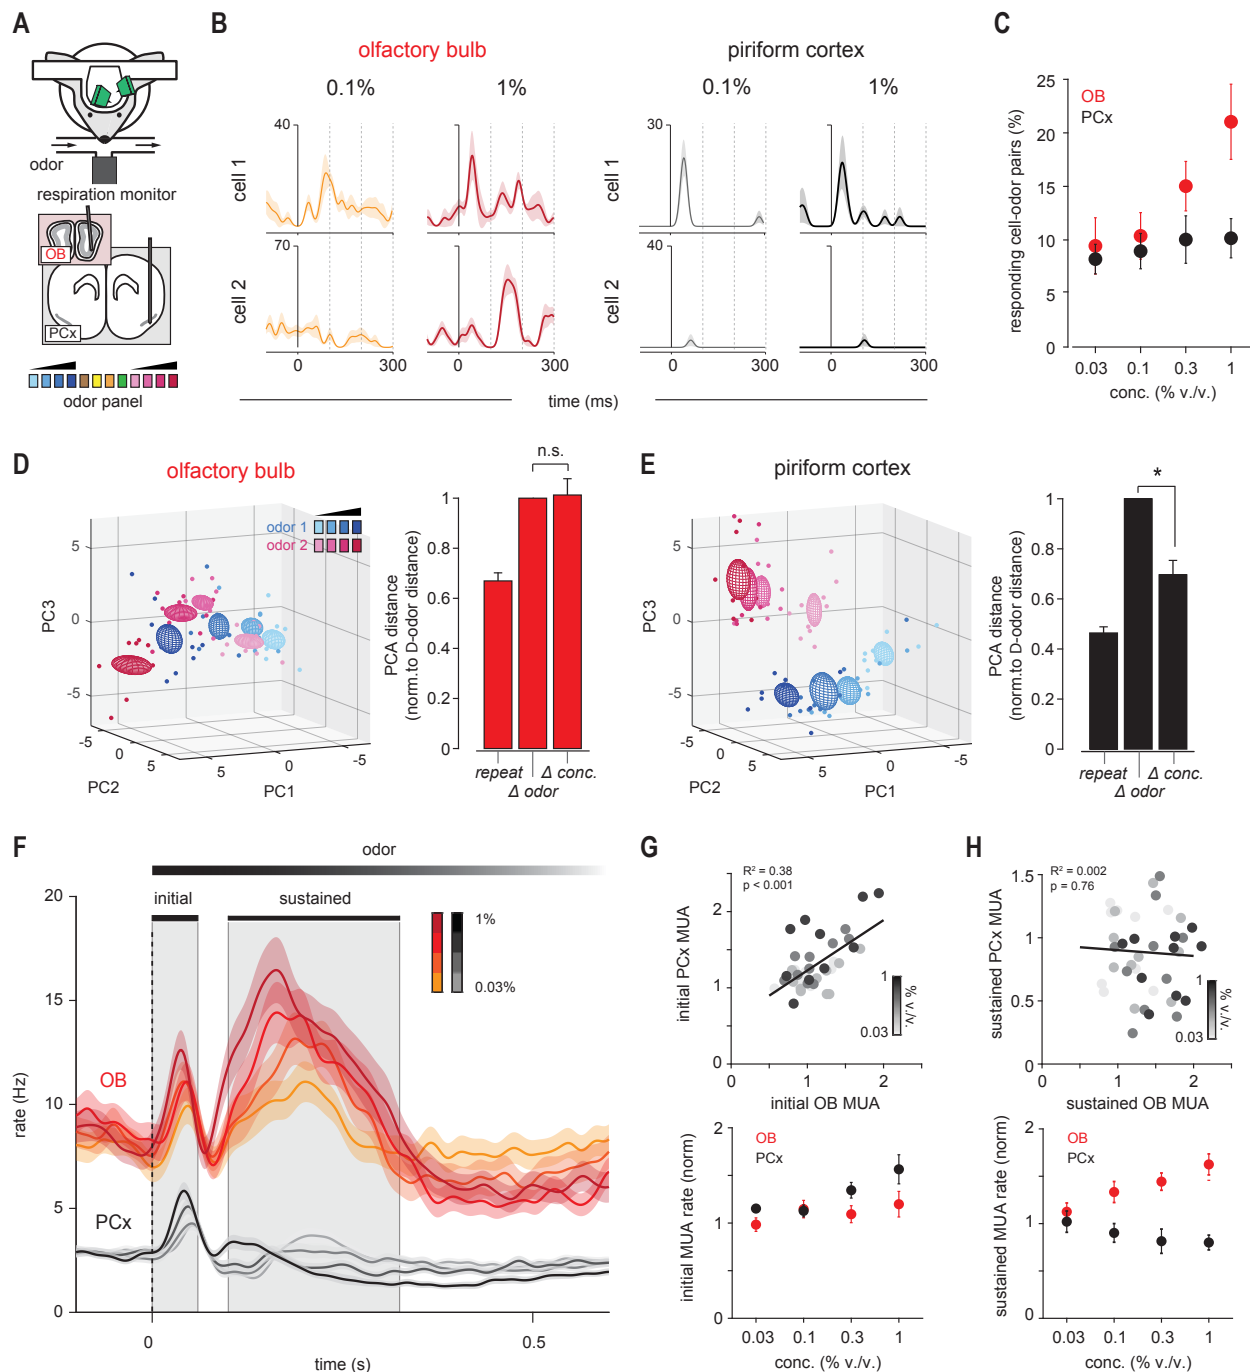 A
odor
respiration monitor
OB
PCx
odor panel
B
olfactory bulb
piriform cortex
0.1%
1%
0.1%
1%
cell 1
40
30
cell 2
70
40
0
300
0
300
0
300
0
300
time (ms)
C
OB
PCx
responding cell-odor pairs (%)
25
20
15
10
5
0
0.03
0.1
0.3
1
conc. (% v./v.)
D
olfactory bulb
odor 1
odor 2
PC3
5
0
-5
-5
0
5
PC2
5
0
-5
PC1
PCA distance
(norm.to D-odor distance)
n.s.
1
0.8
0.6
0.4
0.2
0
repeat
Δ conc.
Δ odor
E
piriform cortex
PC3
5
0
-5
-5
0
5
PC2
5
0
-5
PC1
PCA distance
(norm.to D-odor distance)
*
1
0.8
0.6
0.4
0.2
0
repeat
Δ conc.
Δ odor
F
odor
initial
sustained
1%
0.03%
OB
PCx
rate (Hz)
20
15
10
5
0
0
0.5
time (s)
G
R² = 0.38
p < 0.001
initial PCx MUA
2
1
0
0
1
2
initial OB MUA
1
0.03
% v./v.
OB
PCx
initial MUA rate (norm)
2
1
0
0.03
0.1
0.3
1
conc. (% v./v.)
H
R² = 0.002
p = 0.76
sustained PCx MUA
1.5
1
0.5
0
0
1
2
sustained OB MUA
1
0.03
% v./v.
OB
PCx
sustained MUA rate (norm)
2
1
0
0.03
0.1
0.3
1
conc. (% v./v.)